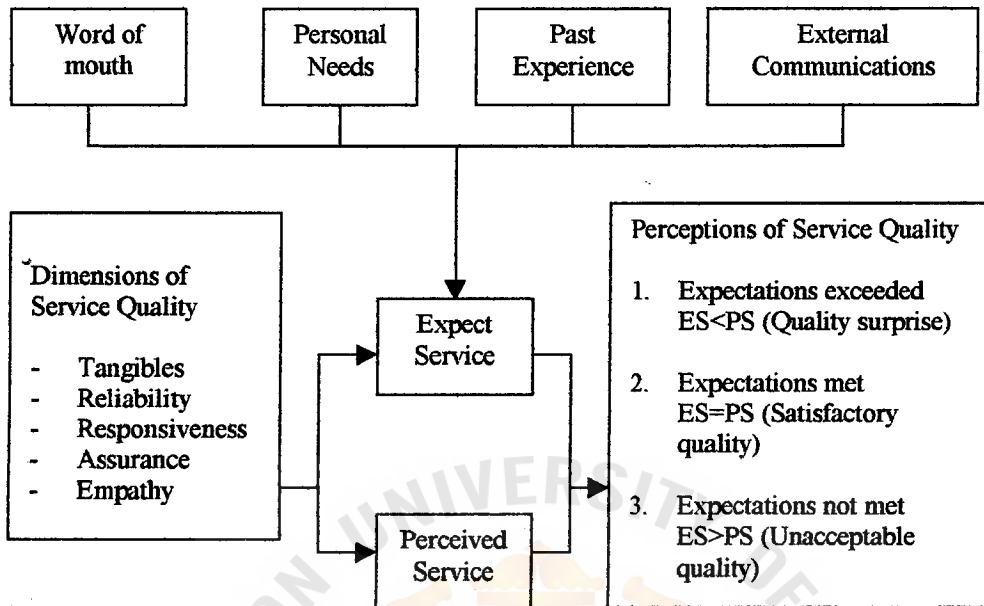 Word of
mouth
Personal
Needs
Past
Experience
External
Communications
Dimensions of
Service Quality
- Tangibles
- Reliability
- Responsiveness
- Assurance
- Empathy
Expect
Service
Perceived
Service
Perceptions of Service Quality
1. Expectations exceeded
ES<PS (Quality surprise)
2. Expectations met
ES=PS (Satisfactory
quality)
3. Expectations not met
ES>PS (Unacceptable
quality)
UNIVERSITY